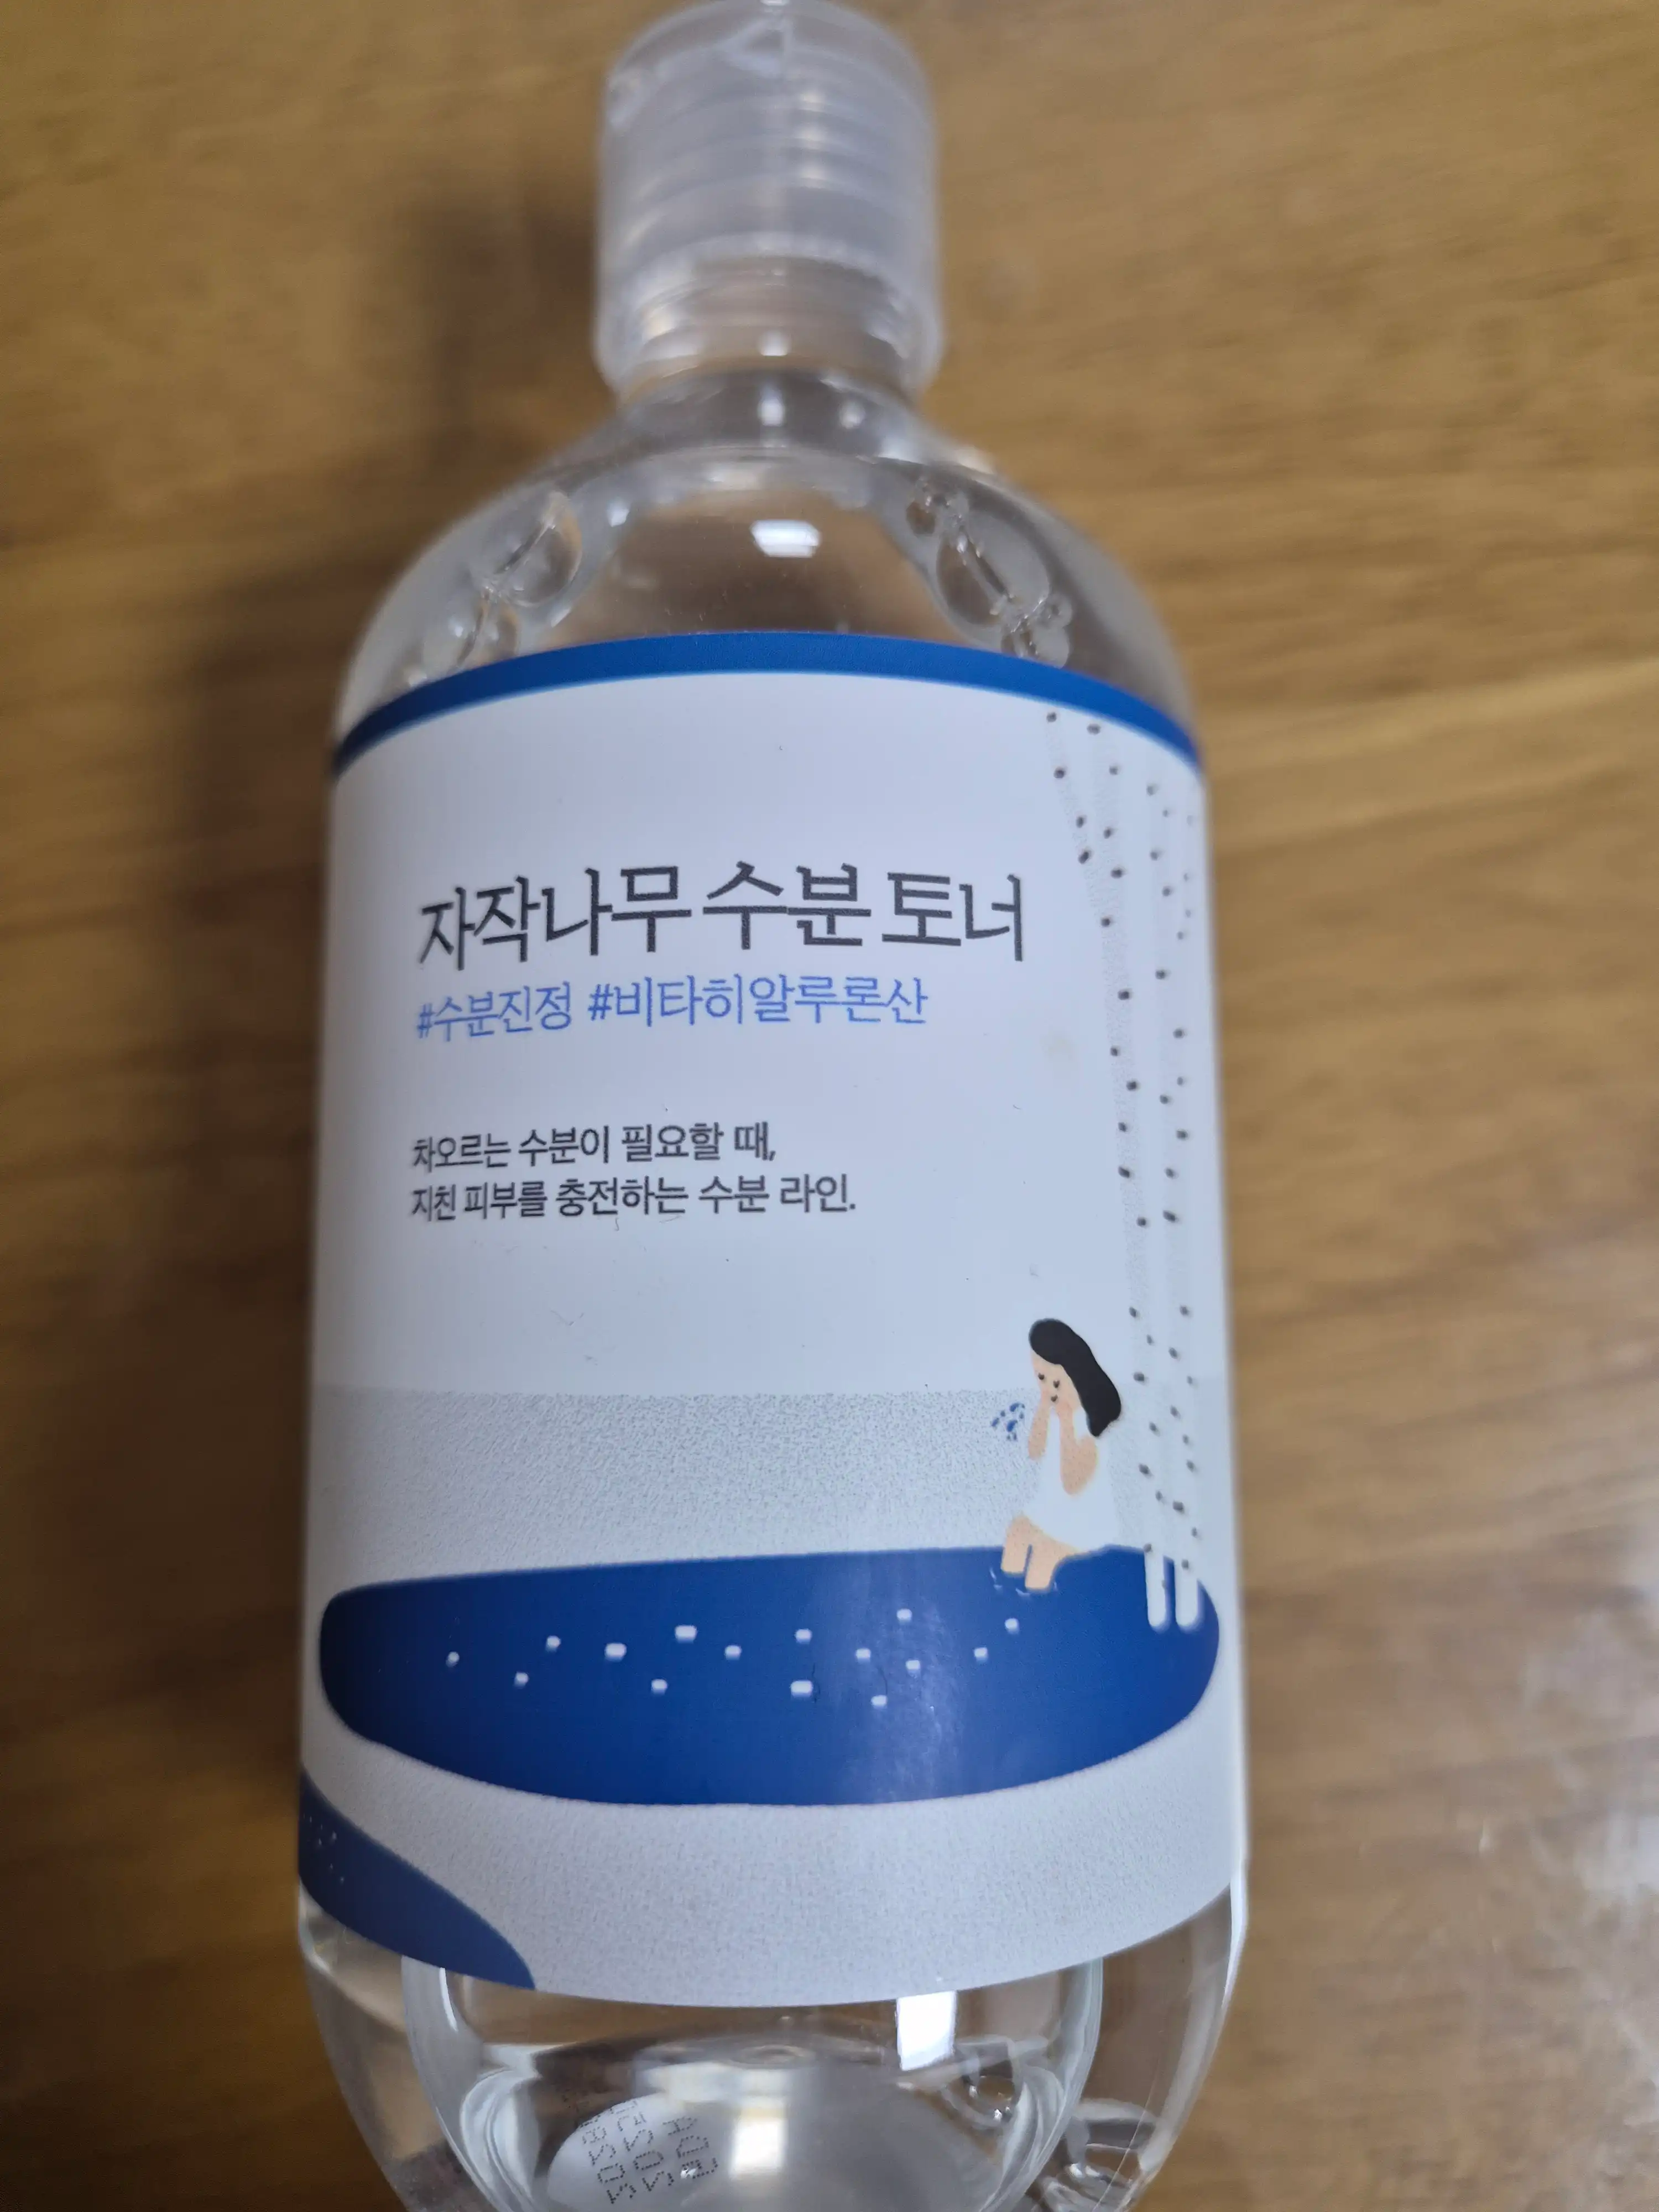 자작나무 수분 토너
#수분진정 #비타히알루론산
차오르는 수분이 필요할 때,
지친 피부를 충전하는 수분 라인.